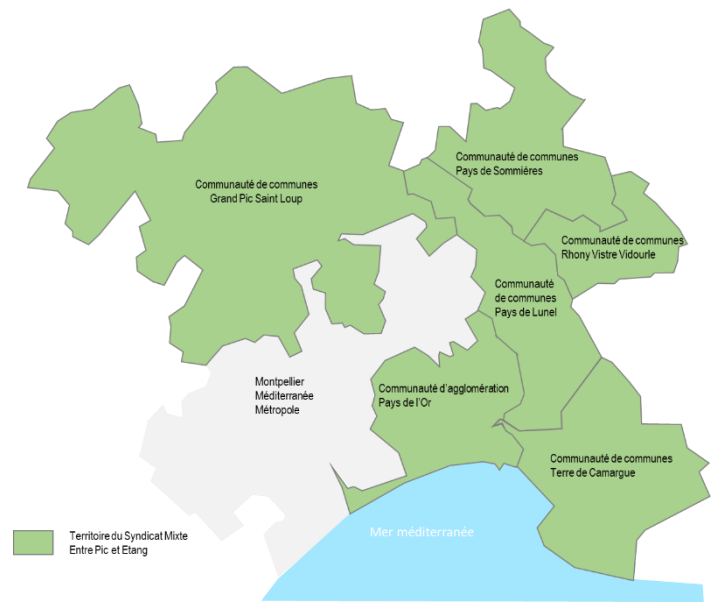 Communauté de communes
Pays de Sommières
Communauté de communes
Grand Pic Saint Loup
Communauté de communes
Rhony Vistre Vidourle
Communauté
de communes
Pays de Lunel
Montpellier
Méditerranée
Métropole
Communauté d'agglomération
Pays de l'Or
Communauté de communes
Terre de Camargue
Mer méditerranée
Territoire du Syndicat Mixte
Entre Pic et Etang